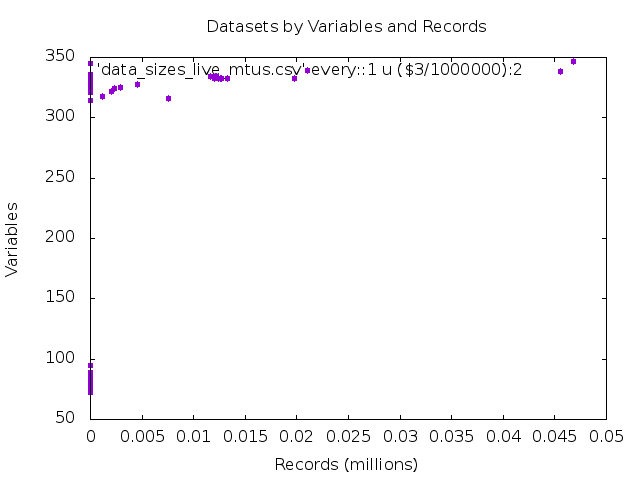 Datasets by Variables and Records
350
'data_sizes_live_mtus.csv' every::1 u ($3/1000000):2
300
250
200
150
100
50
Variables
0 0.005 0.01 0.015 0.02 0.025 0.03 0.035 0.04 0.045 0.05
Records (millions)